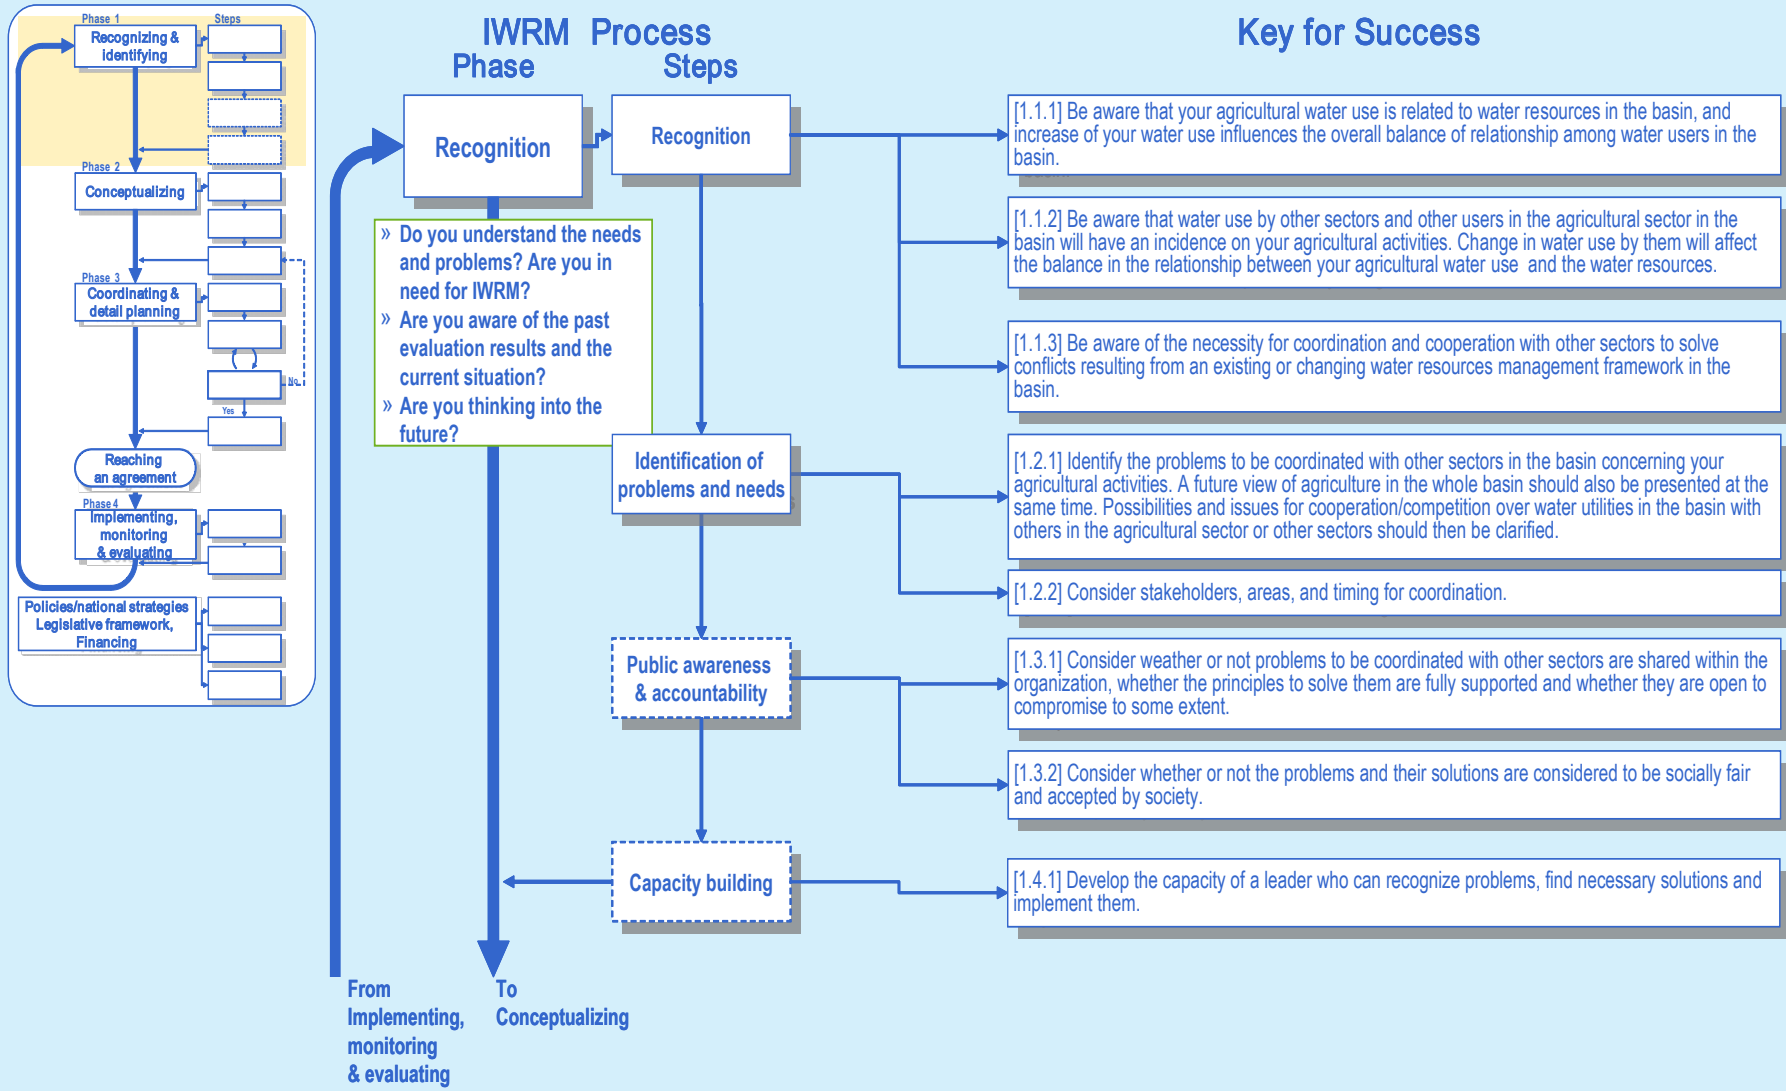 Phase 1
Steps
Recognizing &
identifying
Phase 2
Conceptualizing
Phase 3
Coordinating &
detail planning
No
Yes
Reaching
an agreement
Phase 4
Implementing,
monitoring
& evaluating
Policies/national strategies
Legislative framework,
Financing
IWRM Process
Phase
Steps
Key for Success
Recognition
» Do you understand the needs
and problems? Are you in
need for IWRM?
» Are you aware of the past
evaluation results and the
current situation?
» Are you thinking into the
future?
Recognition
Identification of
problems and needs
Public awareness
& accountability
Capacity building
From
Implementing,
monitoring
& evaluating
To
Conceptualizing
[1.1.1] Be aware that your agricultural water use is related to water resources in the basin, and
increase of your water use influences the overall balance of relationship among water users in the
basin.
[1.1.2] Be aware that water use by other sectors and other users in the agricultural sector in the
basin will have an incidence on your agricultural activities. Change in water use by them will affect
the balance in the relationship between your agricultural water use and the water resources.
[1.1.3] Be aware of the necessity for coordination and cooperation with other sectors to solve
conflicts resulting from an existing or changing water resources management framework in the
basin.
[1.2.1] Identify the problems to be coordinated with other sectors in the basin concerning your
agricultural activities. A future view of agriculture in the whole basin should also be presented at the
same time. Possibilities and issues for cooperation/competition over water utilities in the basin with
others in the agricultural sector or other sectors should then be clarified.
[1.2.2] Consider stakeholders, areas, and timing for coordination.
[1.3.1] Consider weather or not problems to be coordinated with other sectors are shared within the
organization, whether the principles to solve them are fully supported and whether they are open to
compromise to some extent.
[1.3.2] Consider whether or not the problems and their solutions are considered to be socially fair
and accepted by society.
[1.4.1] Develop the capacity of a leader who can recognize problems, find necessary solutions and
implement them.